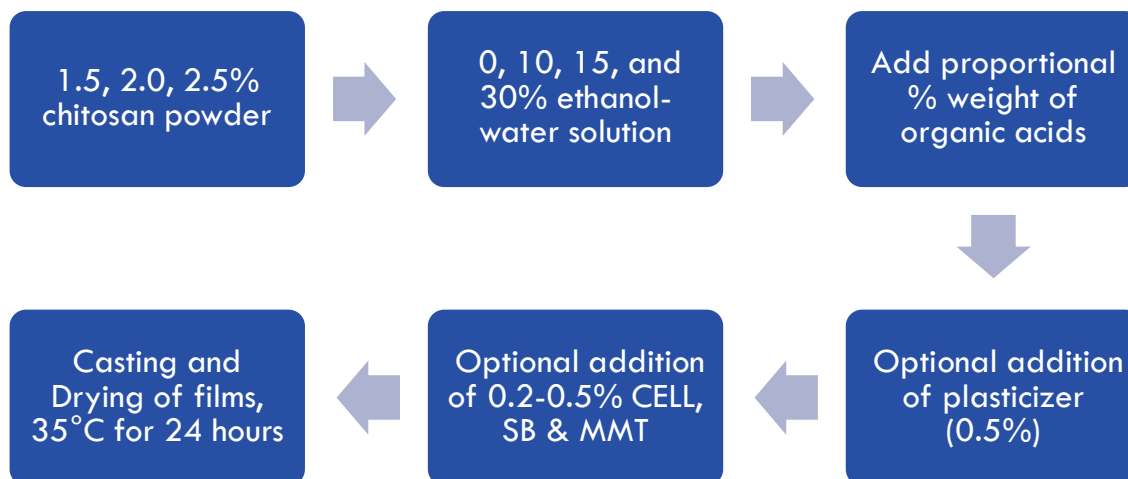 1.5, 2.0, 2.5%
chitosan powder
0, 10, 15, and
30% ethanol-
water solution
Add proportional
% weight of
organic acids
Optional addition
of plasticizer
(0.5%)
Optional addition
of 0.2-0.5% CELL,
SB & MMT
Casting and
Drying of films,
35°C for 24 hours